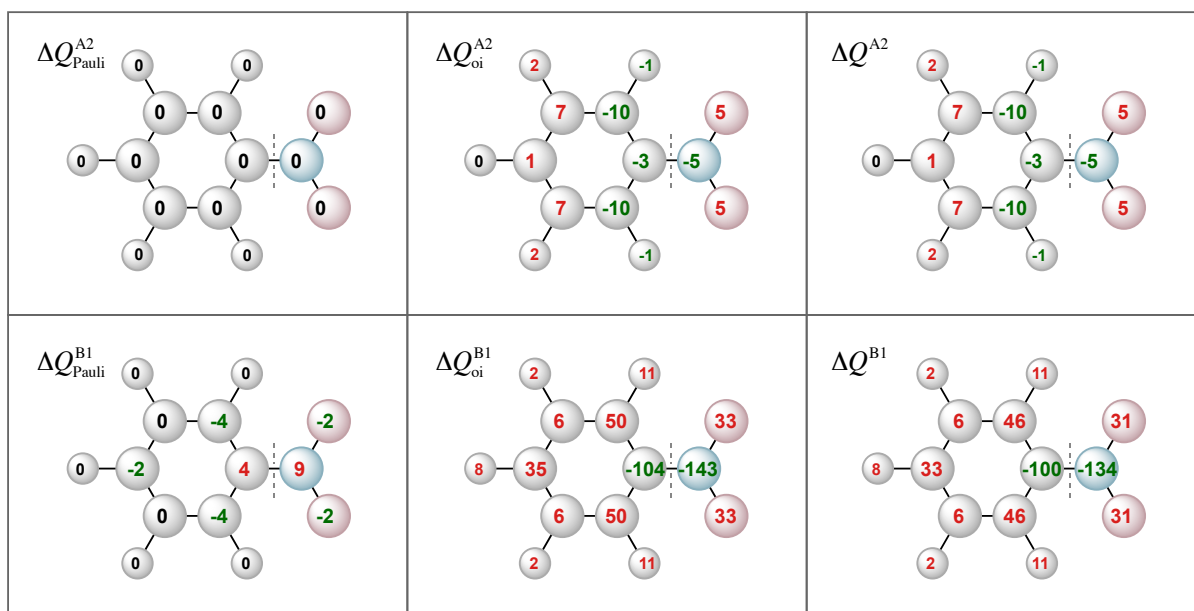 ΔQ^A2_Pauli
0 0
0 0 0
0 0 0 0
0 0 0
0 0
ΔQ^A2_oi
2 -1
7 -10 5
0 1 -3 -5
7 -10 5
2 -1
ΔQ^A2
2 -1
7 -10 5
0 1 -3 -5
7 -10 5
2 -1
ΔQ^B1_Pauli
0 0
0 -4 -2
0 -2 4 9
0 -4 -2
0 0
ΔQ^B1_oi
2 11
6 50 33
8 35 -104 -143
6 50 33
2 11
ΔQ^B1
2 11
6 46 31
8 33 -100 -134
6 46 31
2 11